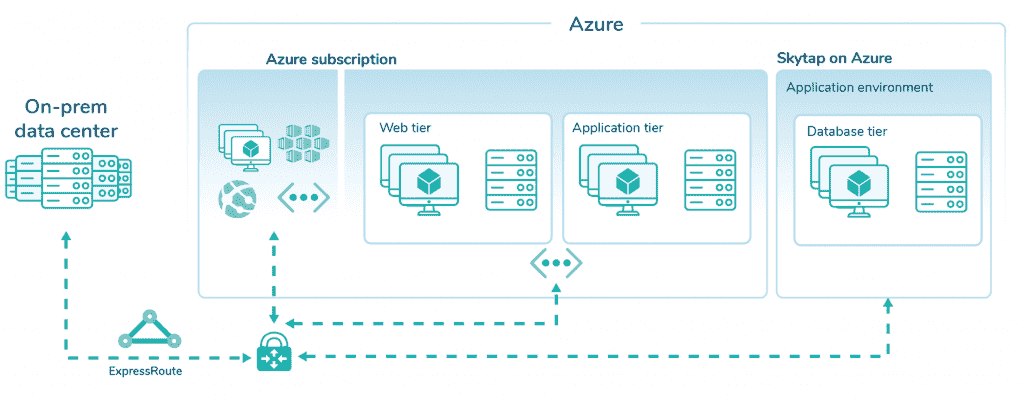 Azure
Azure subscription
Skytap on Azure
Application environment
On-prem
data center
Web tier
Application tier
Database tier
ExpressRoute